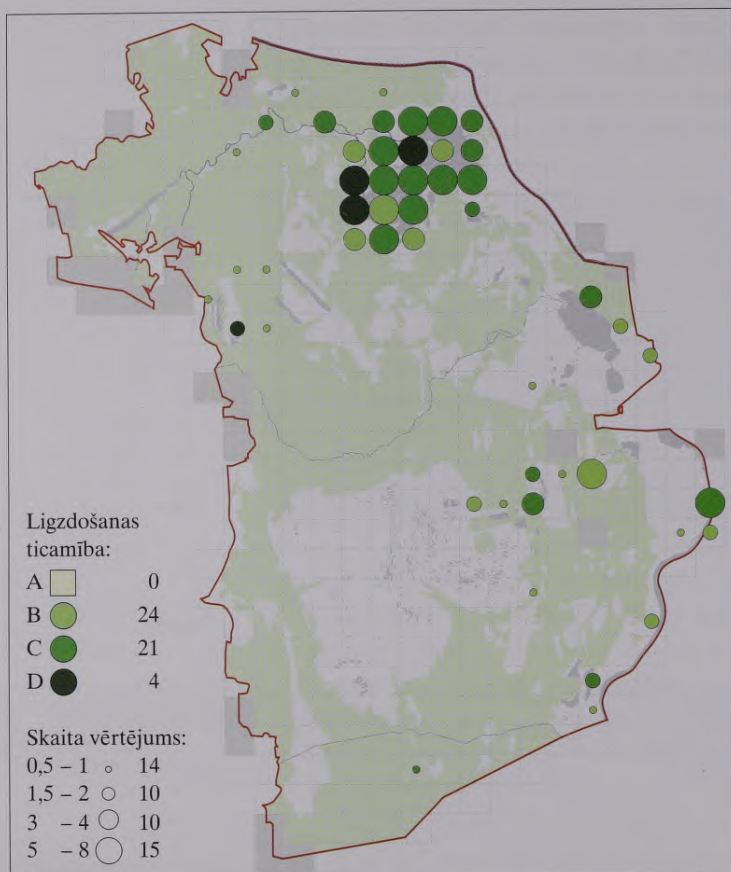 Ligzdošanas
ticamība:
A 0
B 24
C 21
D 4
Skaita vērtējums:
0,5 – 1 14
1,5 – 2 10
3 – 4 10
5 – 8 15